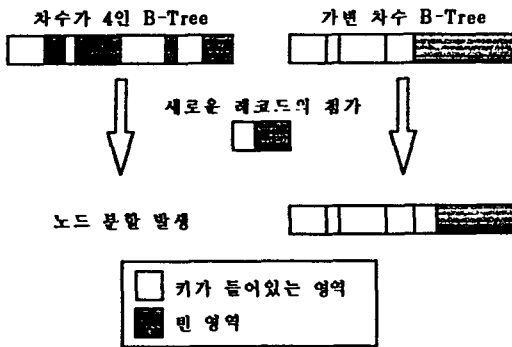 차수가 4인 B-Tree
가변 차수 B-Tree
새로운 레코드의 첨가
노드 분할 발생
키가 들어있는 영역
빈 영역